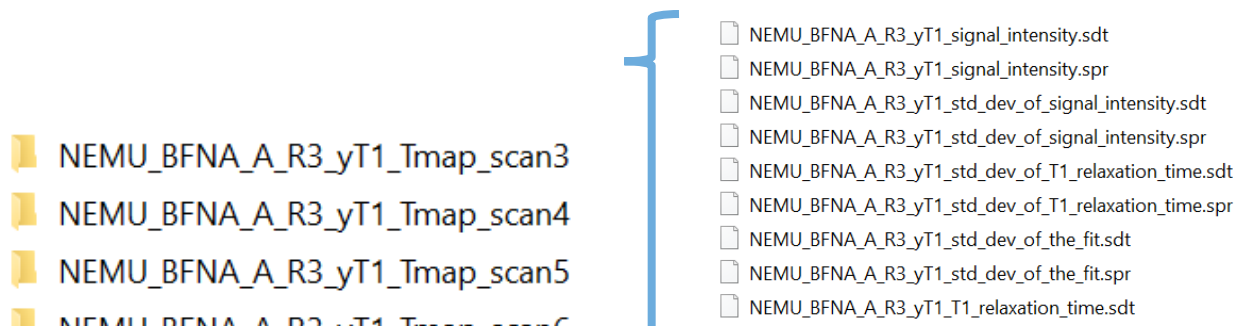 NEMU_BFNA_A_R3_yT1_Tmap_scan3
NEMU_BFNA_A_R3_yT1_Tmap_scan4
NEMU_BFNA_A_R3_yT1_Tmap_scan5
NEMU_BFNA_A_R3_yT1_Tmap_scan6
NEMU_BFNA_A_R3_yT1_signal_intensity.sdt
NEMU_BFNA_A_R3_yT1_signal_intensity.spr
NEMU_BFNA_A_R3_yT1_std_dev_of_signal_intensity.sdt
NEMU_BFNA_A_R3_yT1_std_dev_of_signal_intensity.spr
NEMU_BFNA_A_R3_yT1_std_dev_of_T1_relaxation_time.sdt
NEMU_BFNA_A_R3_yT1_std_dev_of_T1_relaxation_time.spr
NEMU_BFNA_A_R3_yT1_std_dev_of_the_fit.sdt
NEMU_BFNA_A_R3_yT1_std_dev_of_the_fit.spr
NEMU_BFNA_A_R3_yT1_T1_relaxation_time.sdt